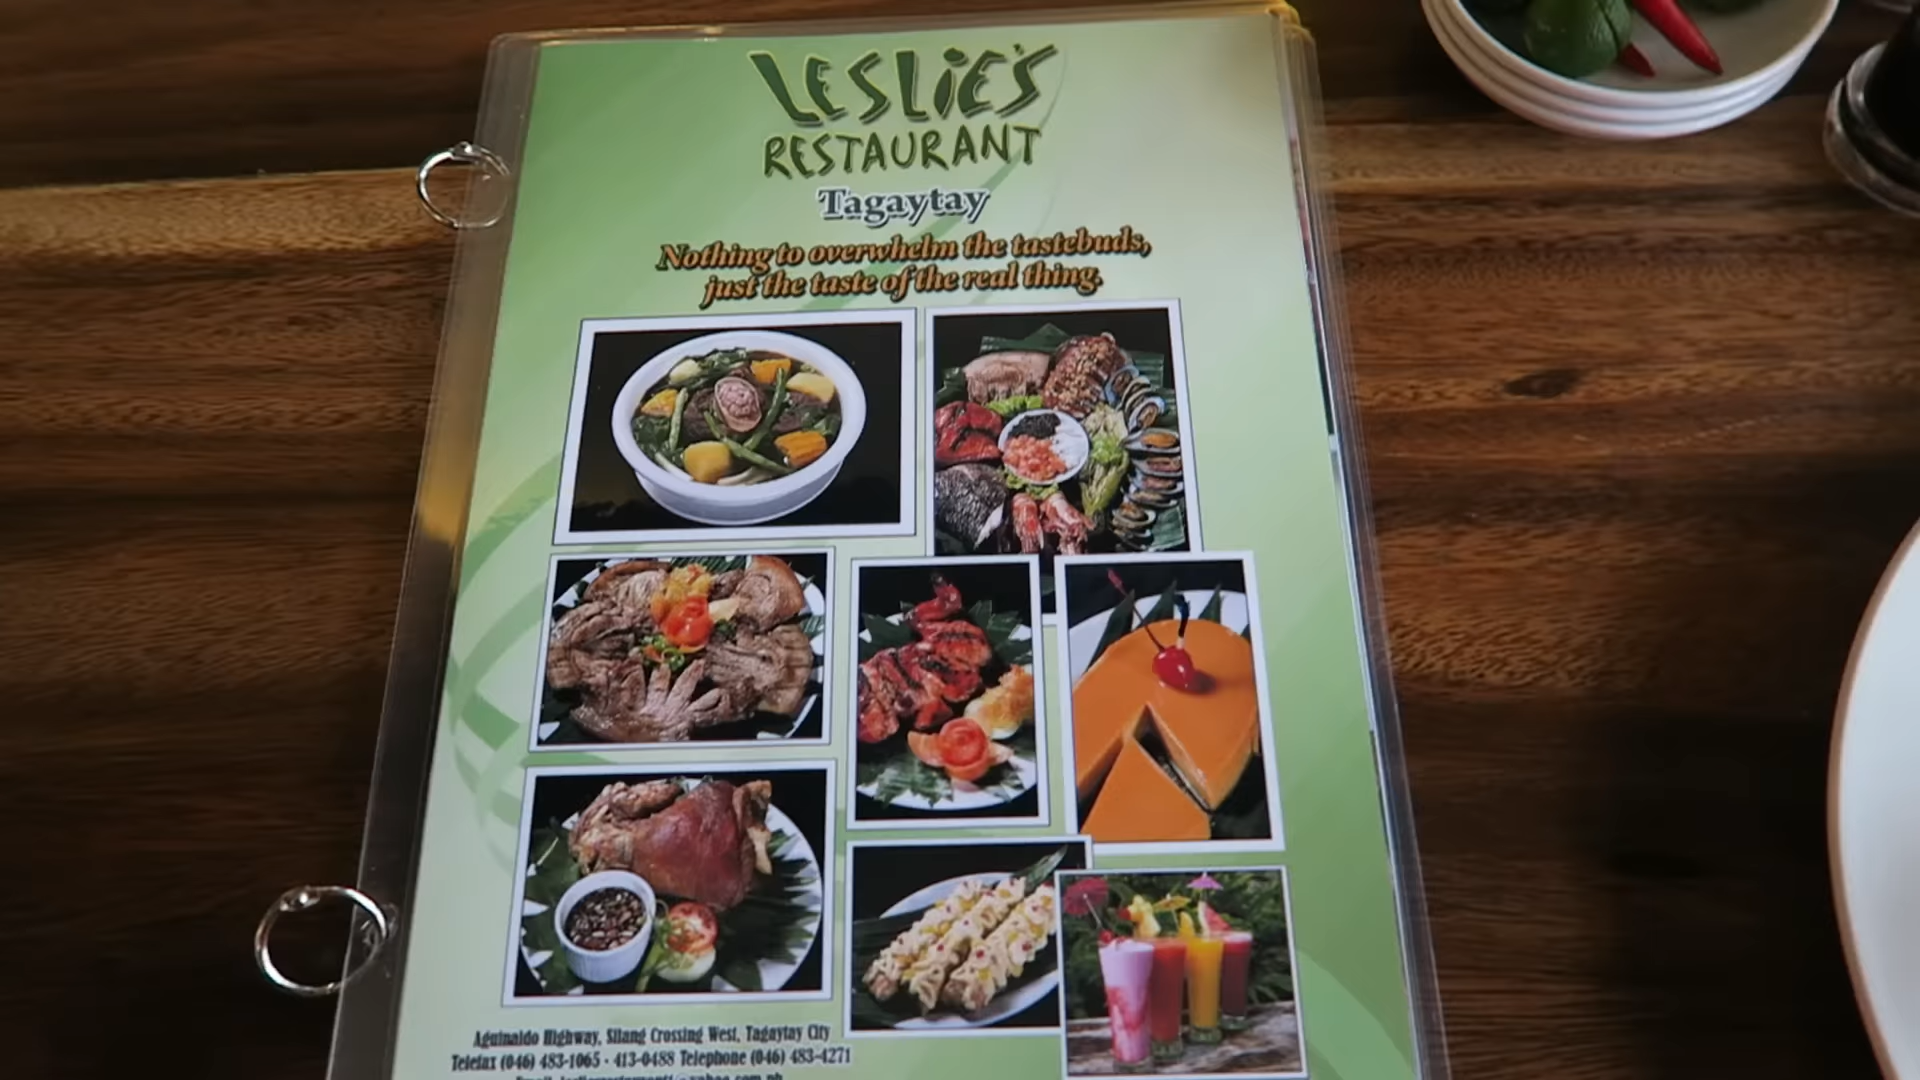 LESLIE'S
RESTAURANT
Tagaytay
Nothing to overwhelm the tastebuds,
just the taste of the real thing.
Aguinaldo Highway, Silang Crossing West, Tagaytay City
Telefax (046) 483-1065 · 413-0488 Telephone (046) 483-4271